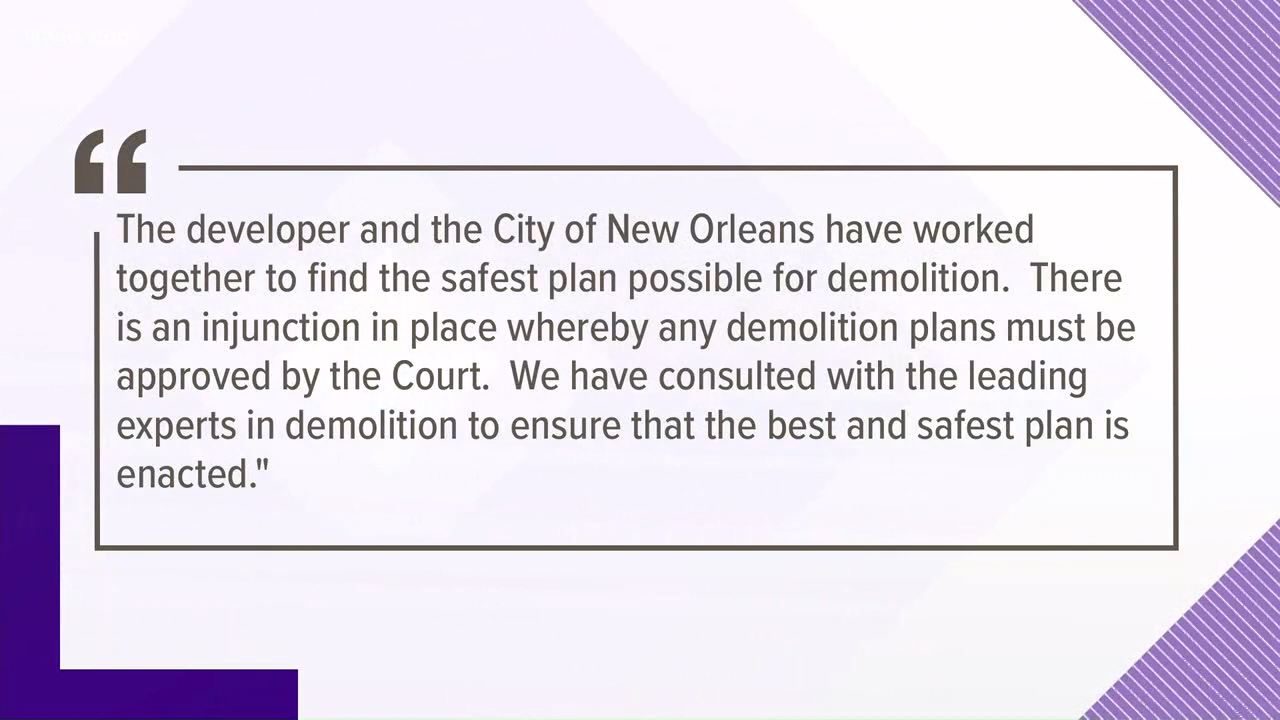 “
The developer and the City of New Orleans have worked
together to find the safest plan possible for demolition.  There
is an injunction in place whereby any demolition plans must be
approved by the Court.  We have consulted with the leading
experts in demolition to ensure that the best and safest plan is
enacted."